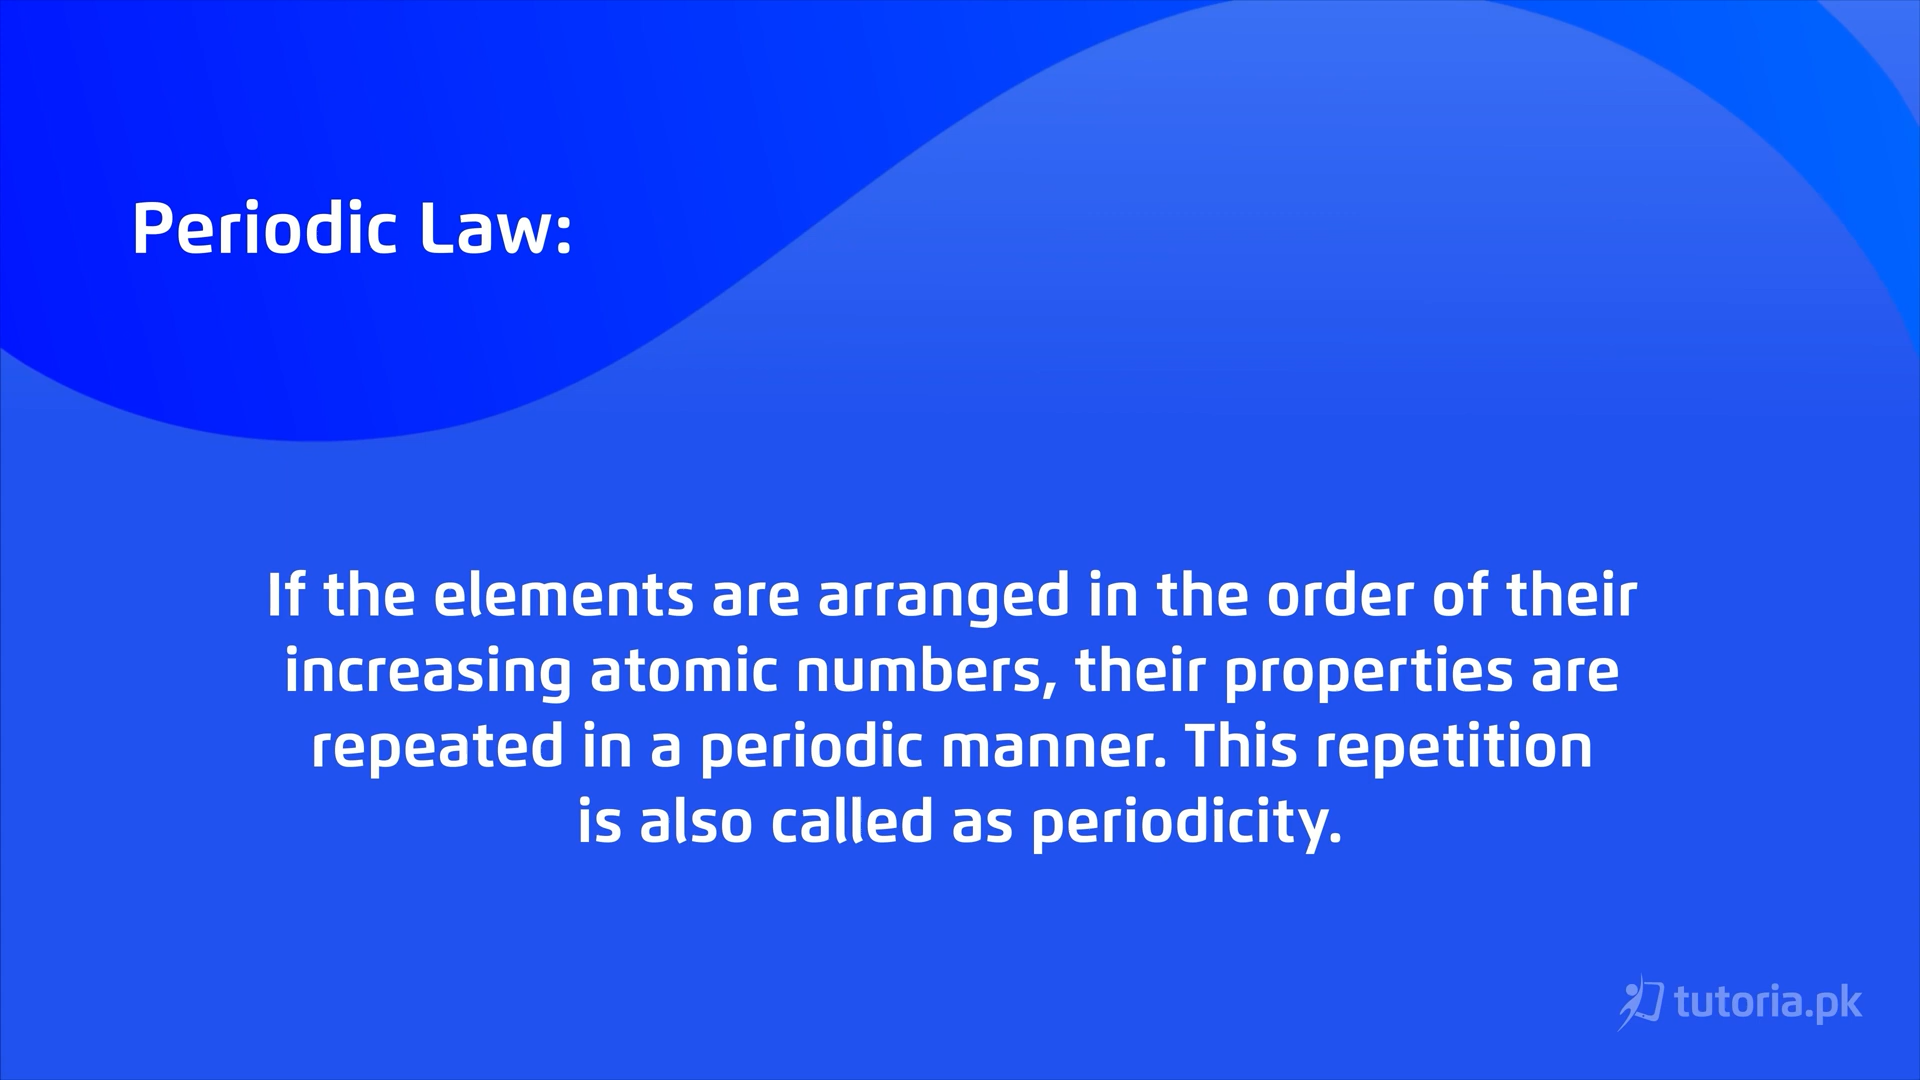 Periodic Law:
If the elements are arranged in the order of their
increasing atomic numbers, their properties are
repeated in a periodic manner. This repetition
is also called as periodicity.
tutoria.pk